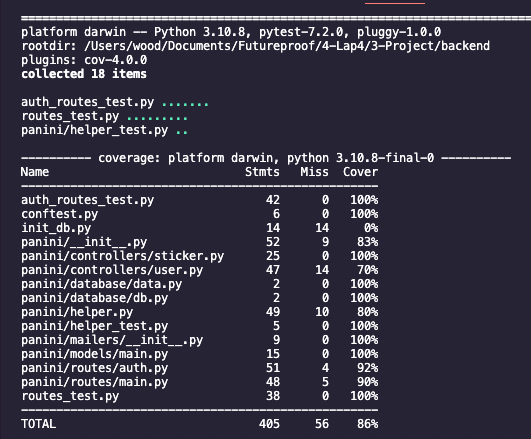 platform darwin -- Python 3.10.8, pytest-7.2.0, pluggy-1.0.0
rootdir: /Users/wood/Documents/Futureproof/4-Lap4/3-Project/backend
plugins: cov-4.0.0
collected 18 items

auth_routes_test.py .......
routes_test.py .........
panini/helper_test.py ..

---------- coverage: platform darwin, python 3.10.8-final-0 ----------
Name                            Stmts   Miss  Cover
---------------------------------------------------
auth_routes_test.py                42      0   100%
conftest.py                         6      0   100%
init_db.py                         14     14     0%
panini/__init__.py                 52      9    83%
panini/controllers/sticker.py      25      0   100%
panini/controllers/user.py         47     14    70%
panini/database/data.py             2      0   100%
panini/database/db.py               2      0   100%
panini/helper.py                   49     10    80%
panini/helper_test.py               5      0   100%
panini/mailers/__init__.py          9      0   100%
panini/models/main.py              15      0   100%
panini/routes/auth.py              51      4    92%
panini/routes/main.py              48      5    90%
routes_test.py                     38      0   100%
---------------------------------------------------
TOTAL                             405     56    86%